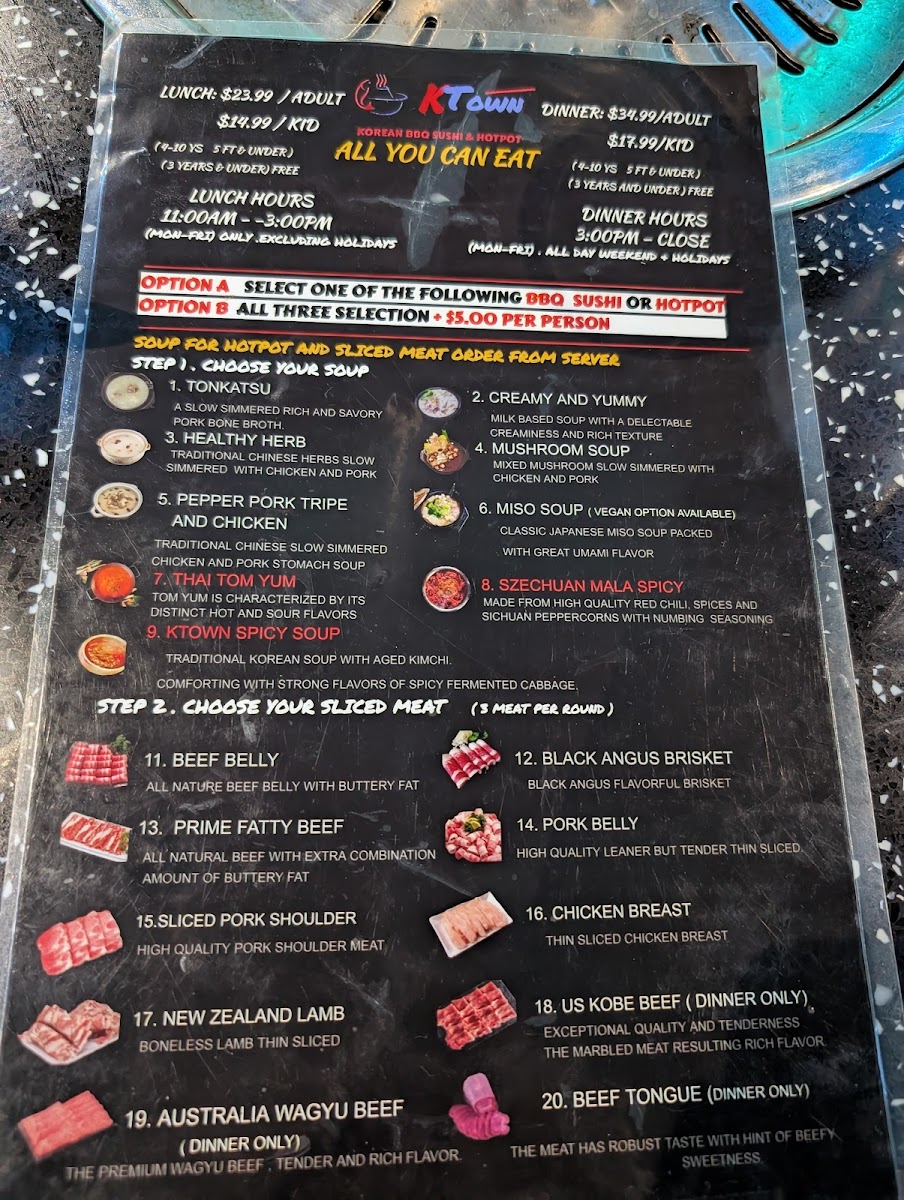 LUNCH: $23.99 / ADULT
$14.99 / KID
(4-10 YS 5 FT & UNDER)
(3 YEARS & UNDER) FREE
LUNCH HOURS
11:00AM - -3:00PM
(MON-FRI) ONLY .EXCLUDING HOLIDAYS
KTOWN
KOREAN BBQ SUSHI & HOTPOT
ALL YOU CAN EAT
DINNER: $34.99/ADULT
$17.99/KID
(4-10 YS 5 FT & UNDER)
(3 YEARS AND UNDER) FREE
DINNER HOURS
3:00PM - CLOSE
(MON-FRI) . ALL DAY WEEKEND + HOLIDAYS
OPTION A SELECT ONE OF THE FOLLOWING BBQ SUSHI OR HOTPOT
OPTION B ALL THREE SELECTION + $5.00 PER PERSON
SOUP FOR HOTPOT AND SLICED MEAT ORDER FROM SERVER
STEP 1. CHOOSE YOUR SOUP
1. TONKATSU
A SLOW SIMMERED RICH AND SAVORY
PORK BONE BROTH.
2. CREAMY AND YUMMY
MILK BASED SOUP WITH A DELECTABLE
CREAMINESS AND RICH TEXTURE
3. HEALTHY HERB
TRADITIONAL CHINESE HERBS SLOW
SIMMERED WITH CHICKEN AND PORK
4. MUSHROOM SOUP
MIXED MUSHROOM SLOW SIMMERED WITH
CHICKEN AND PORK
5. PEPPER PORK TRIPE
AND CHICKEN
TRADITIONAL CHINESE SLOW SIMMERED
CHICKEN AND PORK STOMACH SOUP
6. MISO SOUP ( VEGAN OPTION AVAILABLE)
CLASSIC JAPANESE MISO SOUP PACKED
WITH GREAT UMAMI FLAVOR
7. THAI TOM YUM
TOM YUM IS CHARACTERIZED BY ITS
DISTINCT HOT AND SOUR FLAVORS
8. SZECHUAN MALA SPICY
MADE FROM HIGH QUALITY RED CHILI, SPICES AND
SICHUAN PEPPERCORNS WITH NUMBING SEASONING
9. KTOWN SPICY SOUP
TRADITIONAL KOREAN SOUP WITH AGED KIMCHI.
COMFORTING WITH STRONG FLAVORS OF SPICY FERMENTED CABBAGE.
STEP 2 . CHOOSE YOUR SLICED MEAT (3 MEAT PER ROUND)
11. BEEF BELLY
ALL NATURE BEEF BELLY WITH BUTTERY FAT
12. BLACK ANGUS BRISKET
BLACK ANGUS FLAVORFUL BRISKET
13. PRIME FATTY BEEF
ALL NATURAL BEEF WITH EXTRA COMBINATION
AMOUNT OF BUTTERY FAT
14. PORK BELLY
HIGH QUALITY LEANER BUT TENDER THIN SLICED.
15.SLICED PORK SHOULDER
HIGH QUALITY PORK SHOULDER MEAT
16. CHICKEN BREAST
THIN SLICED CHICKEN BREAST
17. NEW ZEALAND LAMB
BONELESS LAMB THIN SLICED
18. US KOBE BEEF ( DINNER ONLY)
EXCEPTIONAL QUALITY AND TENDERNESS
THE MARBLED MEAT RESULTING RICH FLAVOR.
19. AUSTRALIA WAGYU BEEF
( DINNER ONLY)
THE PREMIUM WAGYU BEEF . TENDER AND RICH FLAVOR.
20. BEEF TONGUE (DINNER ONLY)
THE MEAT HAS ROBUST TASTE WITH HINT OF BEEFY
SWEETNESS.